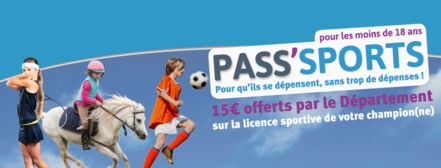 pour les moins de 18 ans
PASS'SPORTS
Pour qu'ils se dépensent, sans trop de dépenses !
15€ offerts par le Département
sur la licence sportive de votre champion(ne)